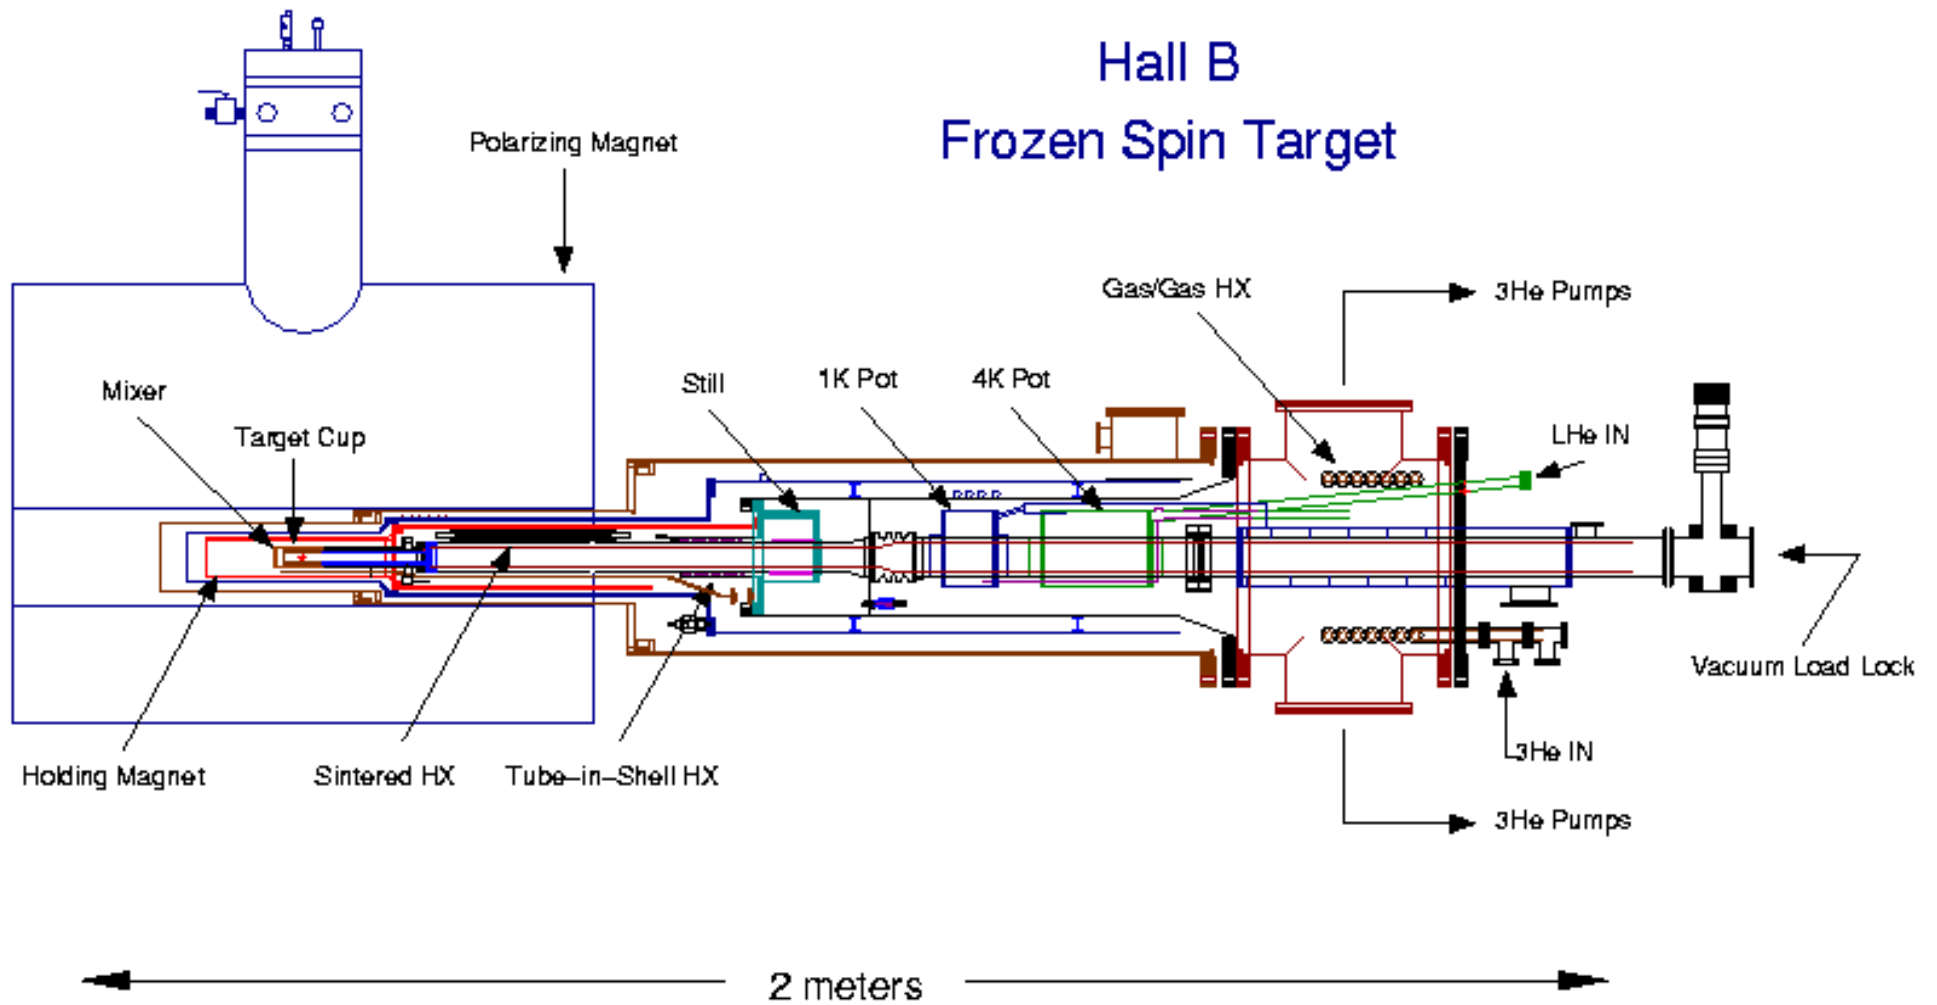 Hall B
Frozen Spin Target
Polarizing Magnet
Gas/Gas HX
3He Pumps
Mixer
Still
1K Pot
4K Pot
Target Cup
LHe IN
Vacuum Load Lock
Holding Magnet
Sintered HX
Tube-in-Shell HX
3He IN
3He Pumps
2 meters